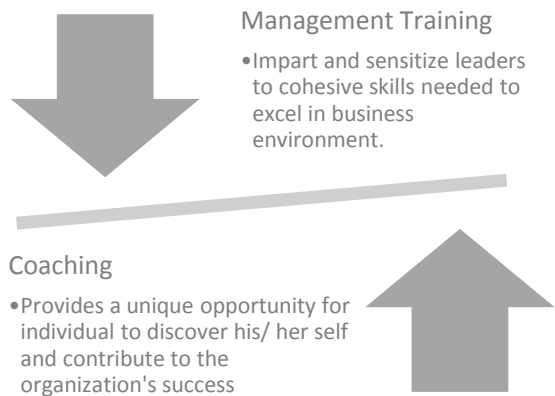 Management Training
•Impart and sensitize leaders
to cohesive skills needed to
excel in business
environment.
Coaching
•Provides a unique opportunity for
individual to discover his/ her self
and contribute to the
organization's success